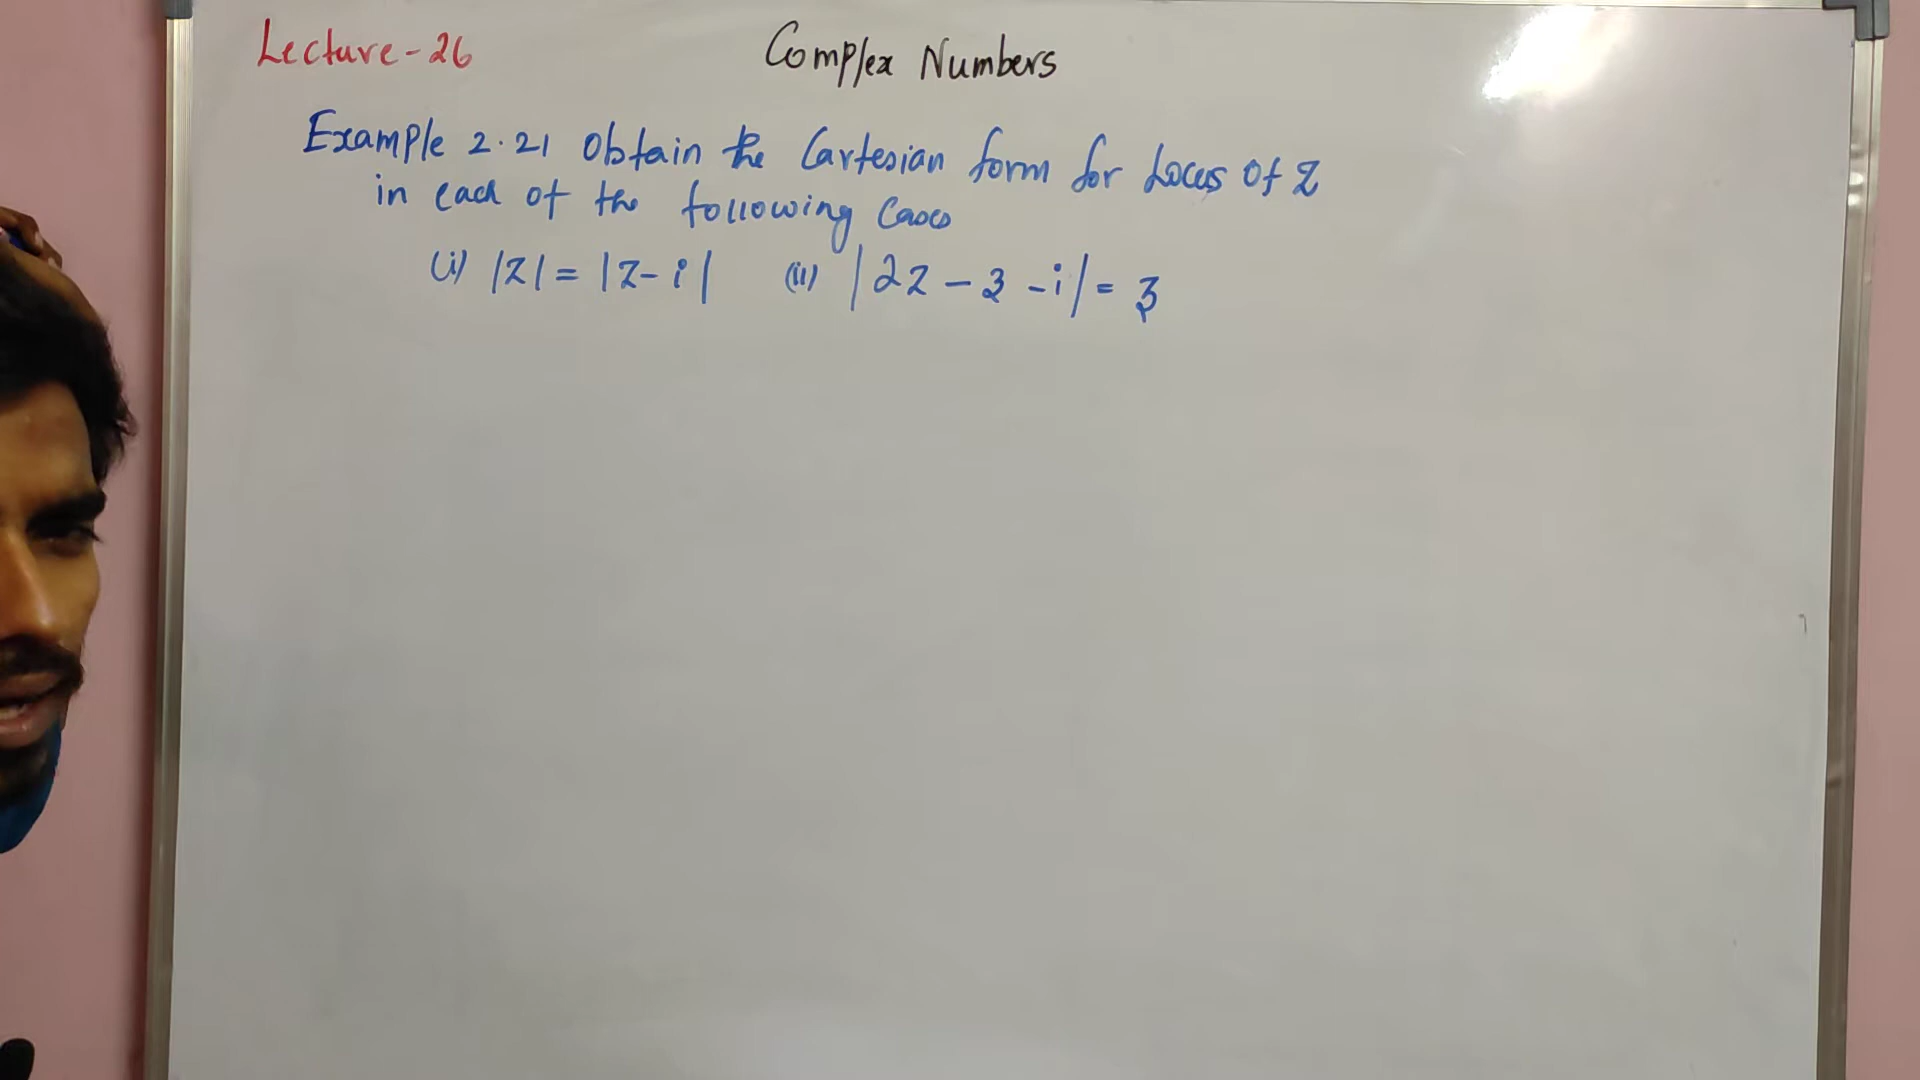 Lecture-26
Complex Numbers
Example 2.21 Obtain the Cartesian form for Locus Of Z
in each of the following Cases
(i) |Z| = |Z-i| (ii) |2Z - 3 - i| = 3